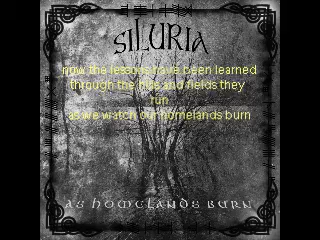 SILURIA
now the lessons have been learned
through the hills and fields they
run
as we watch our homelands burn
AS HOMELANDS BURN